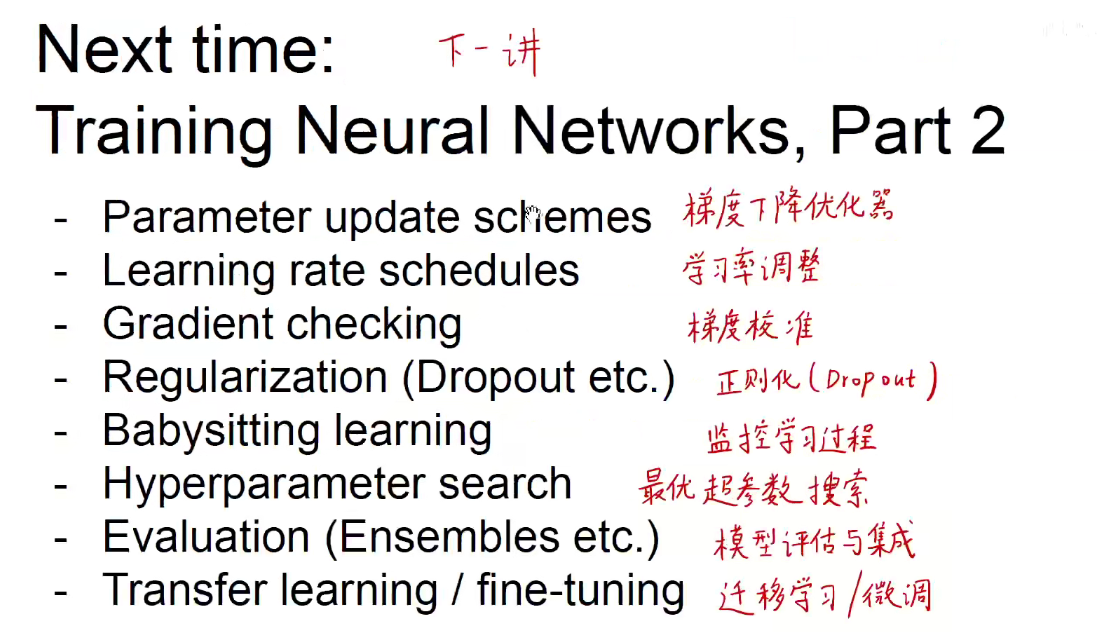 Next time: 下一讲
Training Neural Networks, Part 2
- Parameter update schemes 梯度下降优化器
- Learning rate schedules 学习率调整
- Gradient checking 梯度校准
- Regularization (Dropout etc.) 正则化(Dropout)
- Babysitting learning 监控学习过程
- Hyperparameter search 最优超参数搜索
- Evaluation (Ensembles etc.) 模型评估与集成
- Transfer learning / fine-tuning 迁移学习/微调